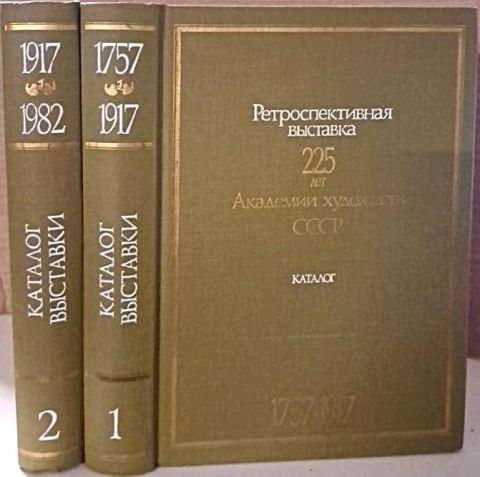 1917
1982
КАТАЛОГ
ВЫСТАВКИ
2
1757
1917
КАТАЛОГ
ВЫСТАВКИ
1
Ретроспективная
выставка
225
лет
Академии художеств
СССР
КАТАЛОГ
1757·1917